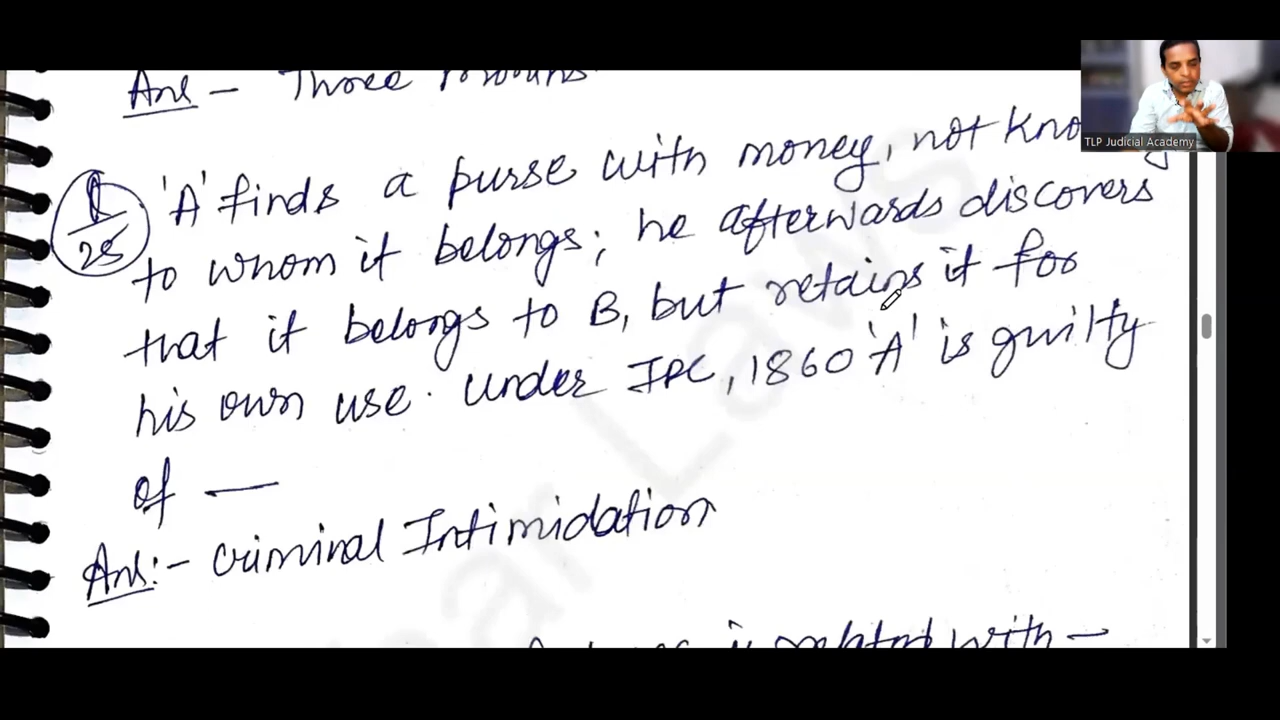 Ans - Three
TLP Judicial Academy
Q/25 'A' finds a purse with money, not
to whom it belongs; he afterwards discovers
that it belongs to B, but retains it for
his own use. Under IPC, 1860 'A' is guilty
of —
Ans:- Criminal Intimidation
related with —